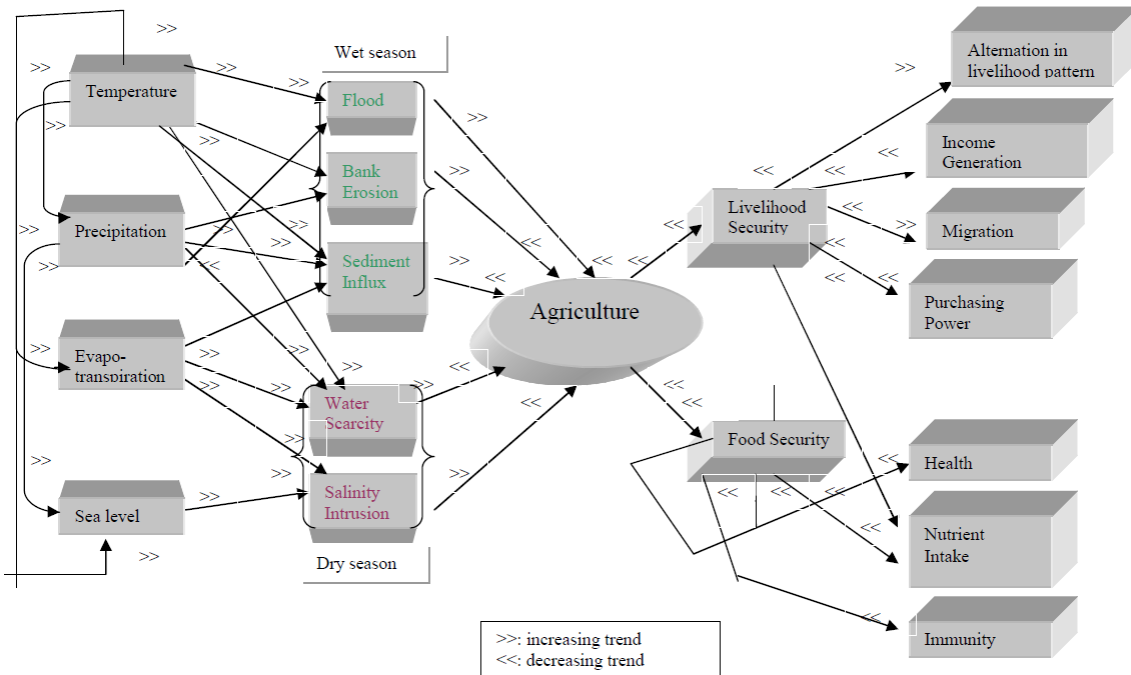 >>
Wet season
>> >> >> >>
Temperature
Flood
>> >> >> >>
Alternation in
livelihood pattern
>>
Precipitation
>> >> <<
Bank
Erosion
>>
Sediment
Influx
>> >> << >> <<
Evapo-
transpiration
>> >> >> >>
Water
Scarcity
>> >> << <<
Sea level
>> >> >> >>
Salinity
Intrusion
>>
Dry season
Agriculture
<< << << <<
Livelihood
Security
<< << << << <<
Income
Generation
<<
Migration
>>
Purchasing
Power
<< << <<
Food Security
<< << << << <<
Health
<<
Nutrient
Intake
<<
Immunity
<<
>>: increasing trend
<<: decreasing trend